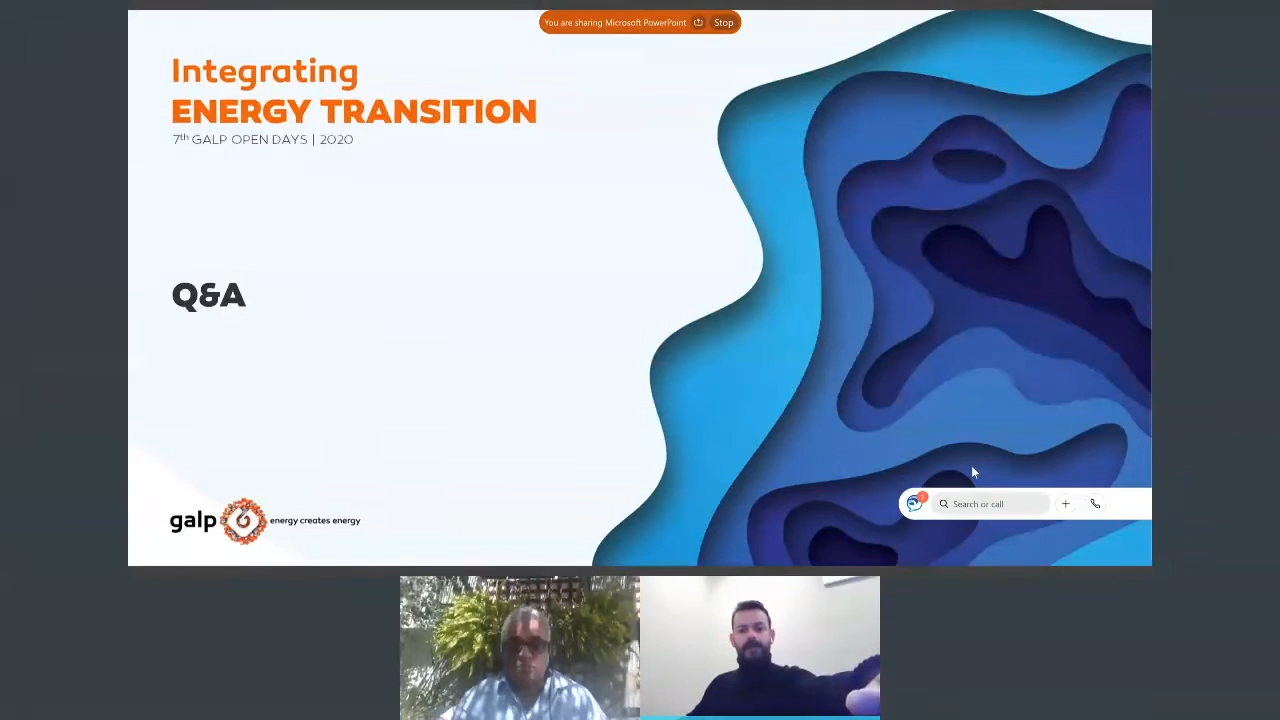 You are sharing Microsoft PowerPoint Stop
Integrating
ENERGY TRANSITION
7th GALP OPEN DAYS | 2020
Q&A
Search or call
galp energy creates energy